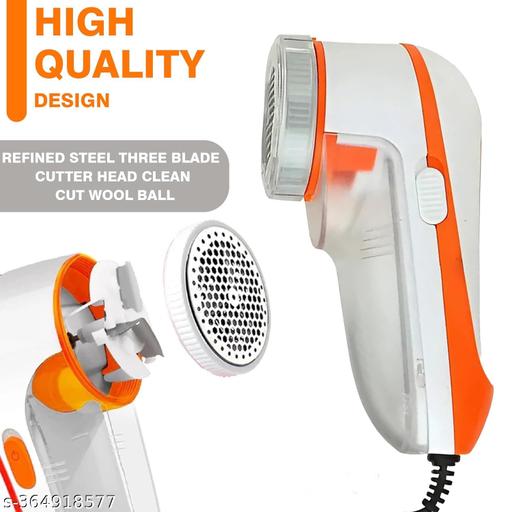 HIGH
QUALITY
DESIGN
REFINED STEEL THREE BLADE
CUTTER HEAD CLEAN
CUT WOOL BALL
s-364918577